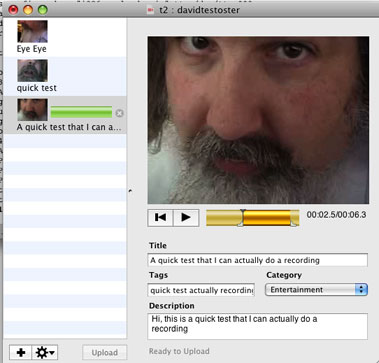 t2 : davidtestoster
Eye Eye
quick test
A quick test that I can a...
00:02.5/00:06.3
Title
A quick test that I can actually do a recording
Tags
Category
quick test actually recording
Entertainment
Description
Hi, this is a quick test that I can actually do a
recording
Upload
Ready to Upload